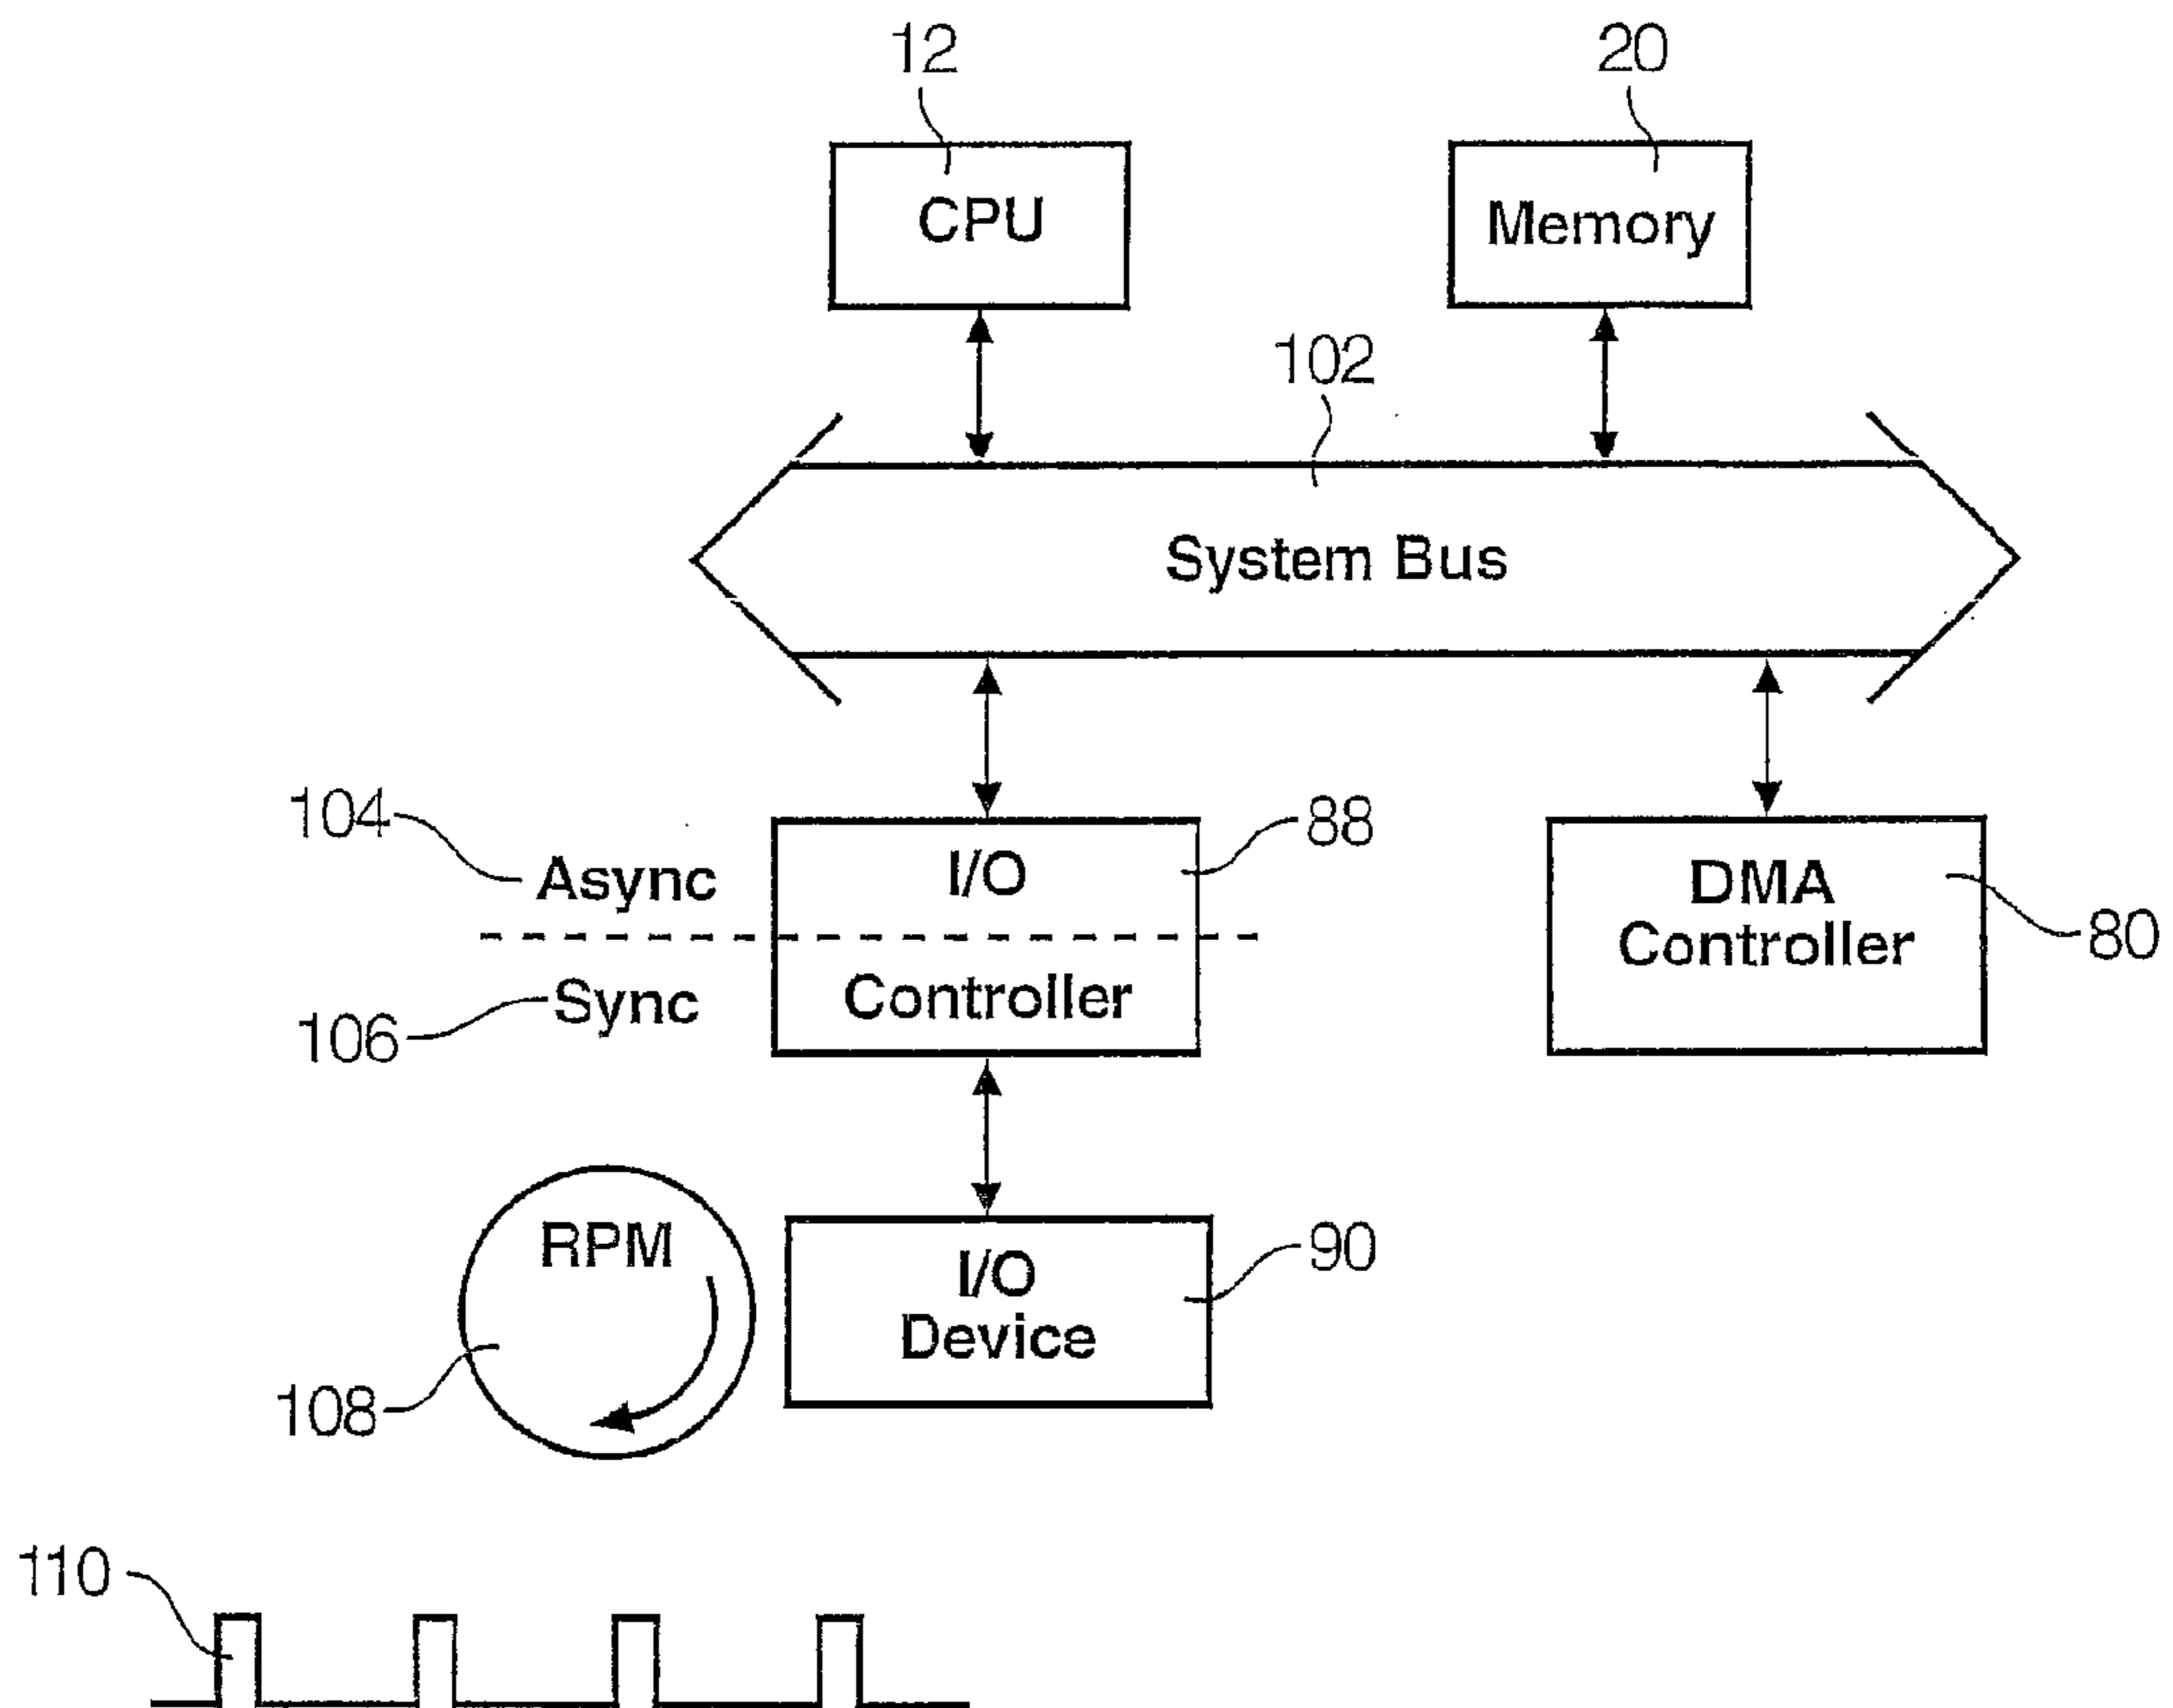 12
20
CPU
Memory
102
System Bus
104
88
Async
I/O
DMA
Controller
80
Sync
Controller
106
RPM
I/O
Device
90
108
110